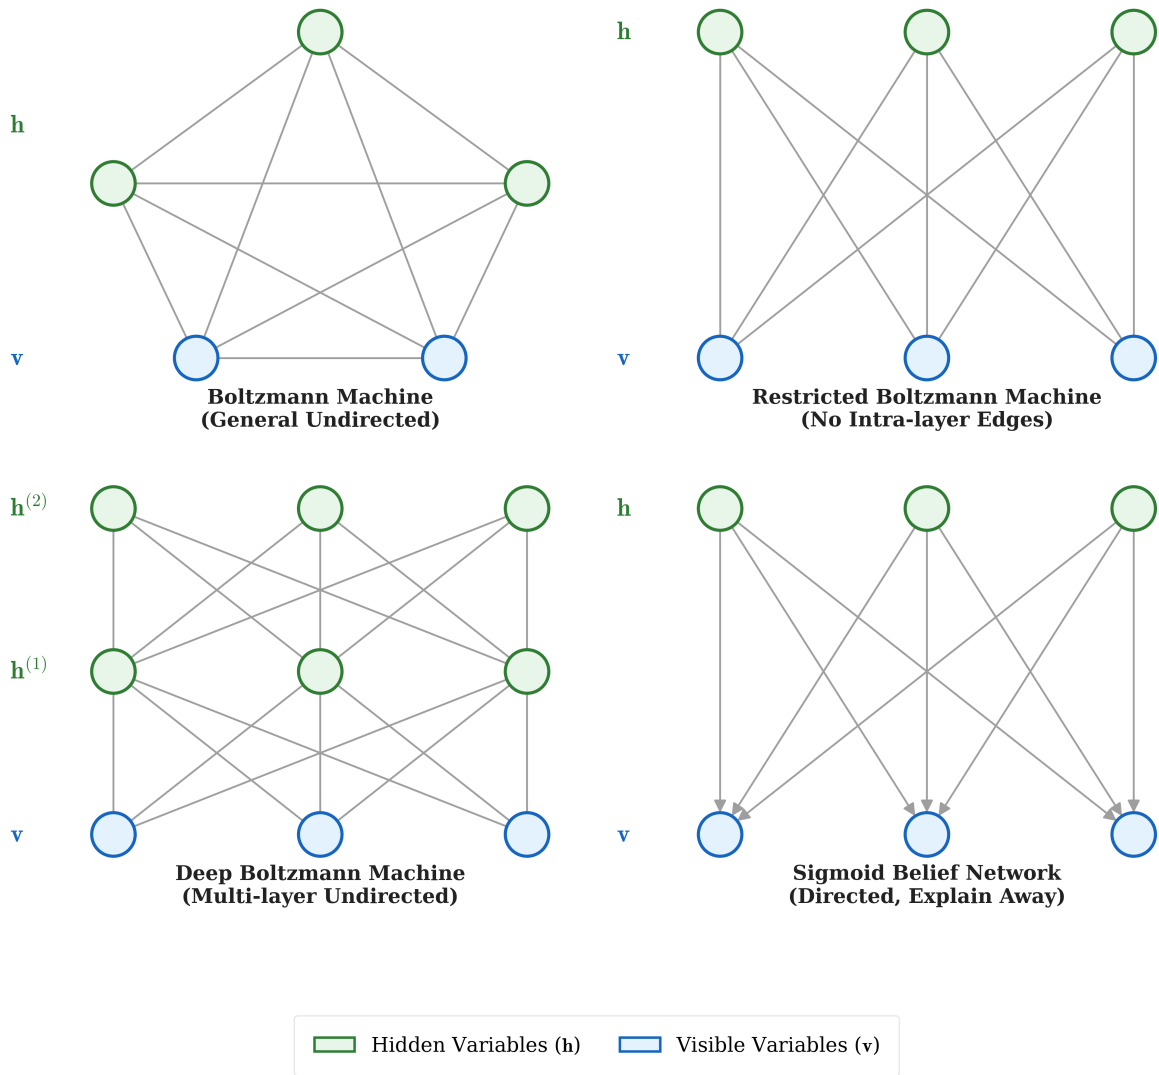 h
v
Boltzmann Machine
(General Undirected)
h
v
Restricted Boltzmann Machine
(No Intra-layer Edges)
h⁽²⁾
h⁽¹⁾
v
Deep Boltzmann Machine
(Multi-layer Undirected)
h
v
Sigmoid Belief Network
(Directed, Explain Away)
Hidden Variables (h)
Visible Variables (v)